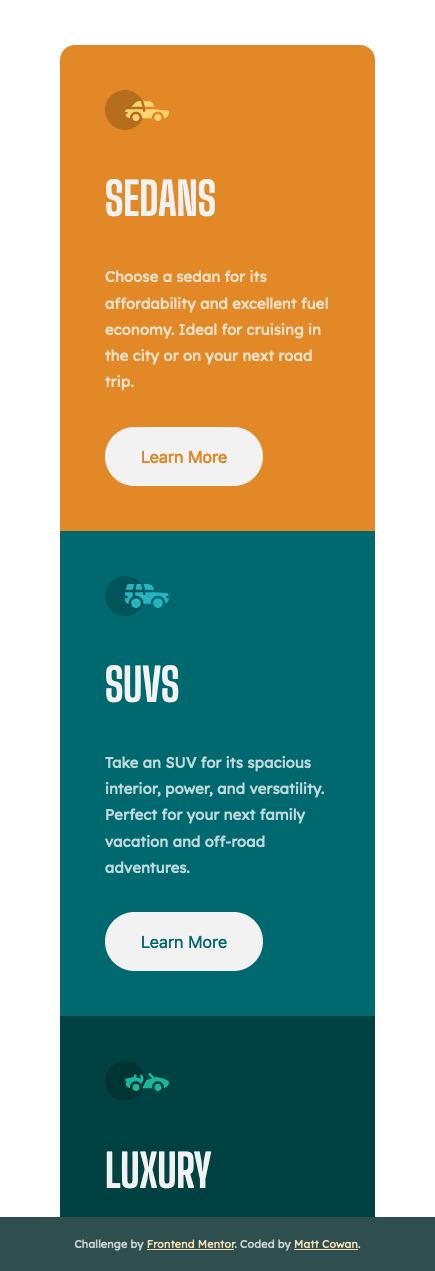 SEDANS
Choose a sedan for its
affordability and excellent fuel
economy. Ideal for cruising in
the city or on your next road
trip.
Learn More
SUVS
Take an SUV for its spacious
interior, power, and versatility.
Perfect for your next family
vacation and off-road
adventures.
Learn More
LUXURY
Challenge by Frontend Mentor. Coded by Matt Cowan.